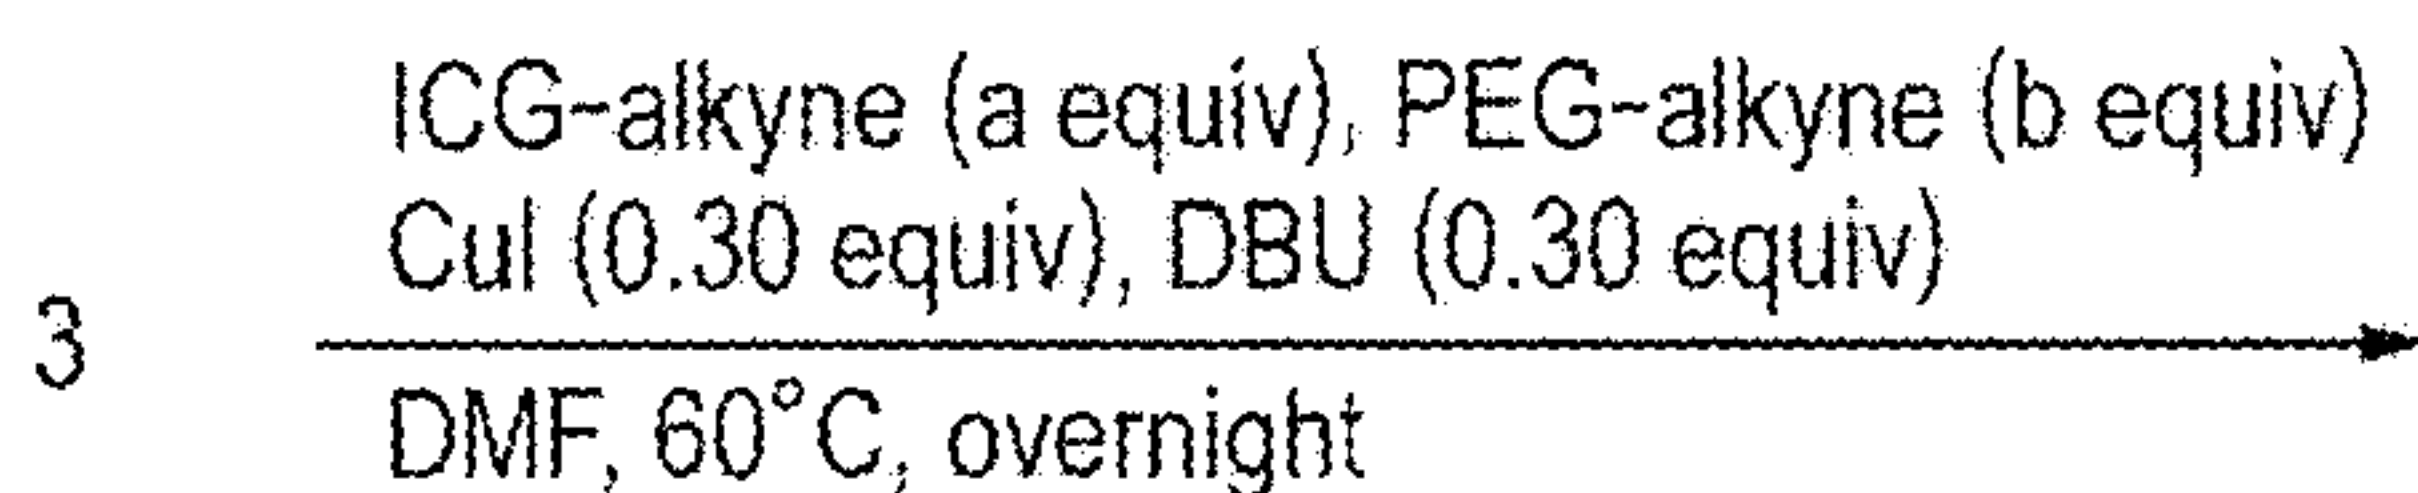 ICG-alkyne (a equiv), PEG-alkyne (b equiv)
CuI (0.30 equiv), DBU (0.30 equiv)
3
DMF, 60°C, overnight